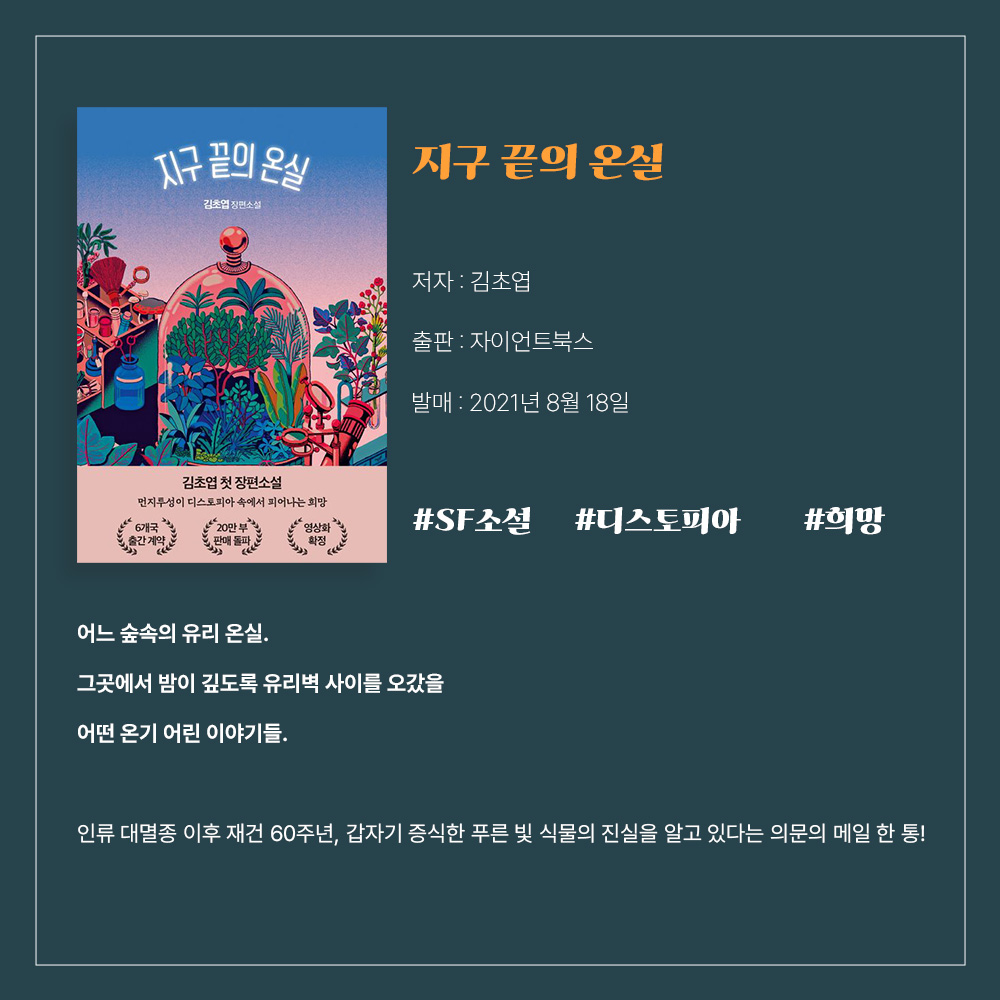 지구 끝의 온실
김초엽 장편소설
김초엽 첫 장편소설
먼지투성이 디스토피아 속에서 피어나는 희망
6개국
출간 계약
20만 부
판매 돌파
영상화
확정
지구 끝의 온실
저자 : 김초엽
출판 : 자이언트북스
발매 : 2021년 8월 18일
#SF소설 #디스토피아 #희망
어느 숲속의 유리 온실.
그곳에서 밤이 깊도록 유리벽 사이를 오갔을
어떤 온기 어린 이야기들.
인류 대멸종 이후 재건 60주년, 갑자기 증식한 푸른 빛 식물의 진실을 알고 있다는 의문의 메일 한 통!